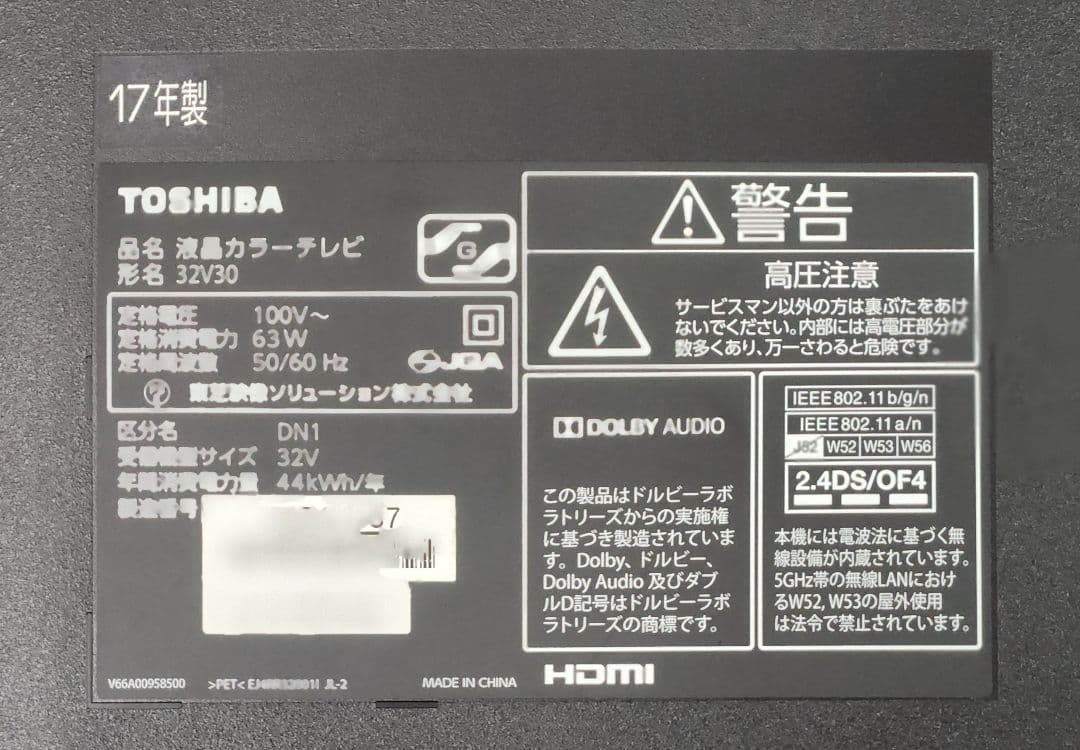 17年製
TOSHIBA
品名 液晶カラーテレビ
形名 32V30
G
定格電圧 100V～
定格消費電力 63W
定格周波数 50/60 Hz
東芝映像ソリューション株式会社
区分名 DN1
受信機型サイズ 32V
年間消費電力量 44kWh/年
製造番号
7
V66A00958500
>PET<
JL-2
MADE IN CHINA
警告
高圧注意
サービスマン以外の方は裏ぶたをあけ
ないでください。内部には高電圧部分が
数多くあり、万一さわると危険です。
DOLBY AUDIO
この製品はドルビーラボ
ラトリーズからの実施権
に基づき製造されていま
す。Dolby、ドルビー、
Dolby Audio 及びダブ
ルD記号はドルビーラボ
ラトリーズの商標です。
HDMI
IEEE802.11b/g/n
IEEE802.11a/n
J52 W52 W53 W56
2.4DS/OF4
本機には電波法に基づく無
線設備が内蔵されています。
5GHz帯の無線LANにおけ
るW52, W53の屋外使用
は法令で禁止されています。